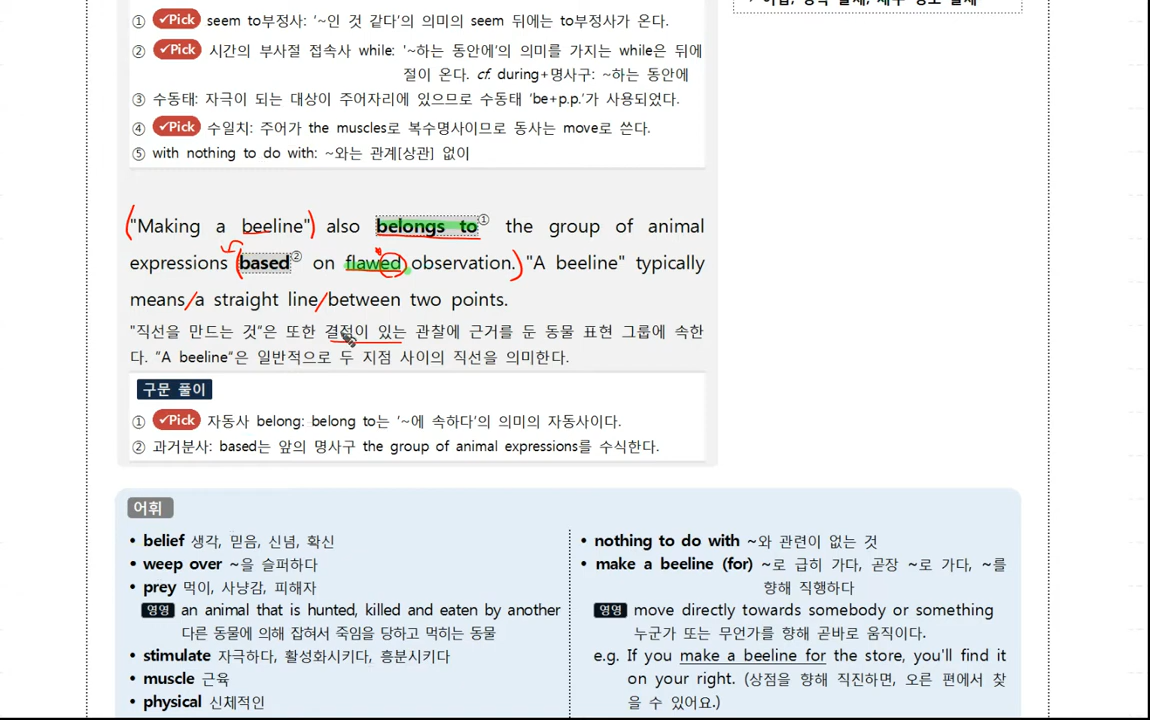 ① ✓Pick seem to부정사: '~인 것 같다'의 의미의 seem 뒤에는 to부정사가 온다.
② ✓Pick 시간의 부사절 접속사 while: '~하는 동안에'의 의미를 가지는 while은 뒤에
절이 온다. cf. during+명사구: ~하는 동안에
③ 수동태: 자극이 되는 대상이 주어자리에 있으므로 수동태 'be+p.p.'가 사용되었다.
④ ✓Pick 수일치: 주어가 the muscles로 복수명사이므로 동사는 move로 쓴다.
⑤ with nothing to do with: ~와는 관계[상관] 없이
"Making a beeline" also belongs to① the group of animal
expressions based② on flawed observation. "A beeline" typically
means a straight line between two points.
"직선을 만드는 것"은 또한 결점이 있는 관찰에 근거를 둔 동물 표현 그룹에 속한
다. "A beeline"은 일반적으로 두 지점 사이의 직선을 의미한다.
구문 풀이
① ✓Pick 자동사 belong: belong to는 '~에 속하다'의 의미의 자동사이다.
② 과거분사: based는 앞의 명사구 the group of animal expressions를 수식한다.
어휘
• belief 생각, 믿음, 신념, 확신
• weep over ~을 슬퍼하다
• prey 먹이, 사냥감, 피해자
영영 an animal that is hunted, killed and eaten by another
다른 동물에 의해 잡혀서 죽임을 당하고 먹히는 동물
• stimulate 자극하다, 활성화시키다, 흥분시키다
• muscle 근육
• physical 신체적인
• nothing to do with ~와 관련이 없는 것
• make a beeline (for) ~로 급히 가다, 곧장 ~로 가다, ~를
향해 직행하다
영영 move directly towards somebody or something
누군가 또는 무언가를 향해 곧바로 움직이다.
e.g. If you make a beeline for the store, you'll find it
on your right. (상점을 향해 직진하면, 오른 편에서 찾
을 수 있어요.)